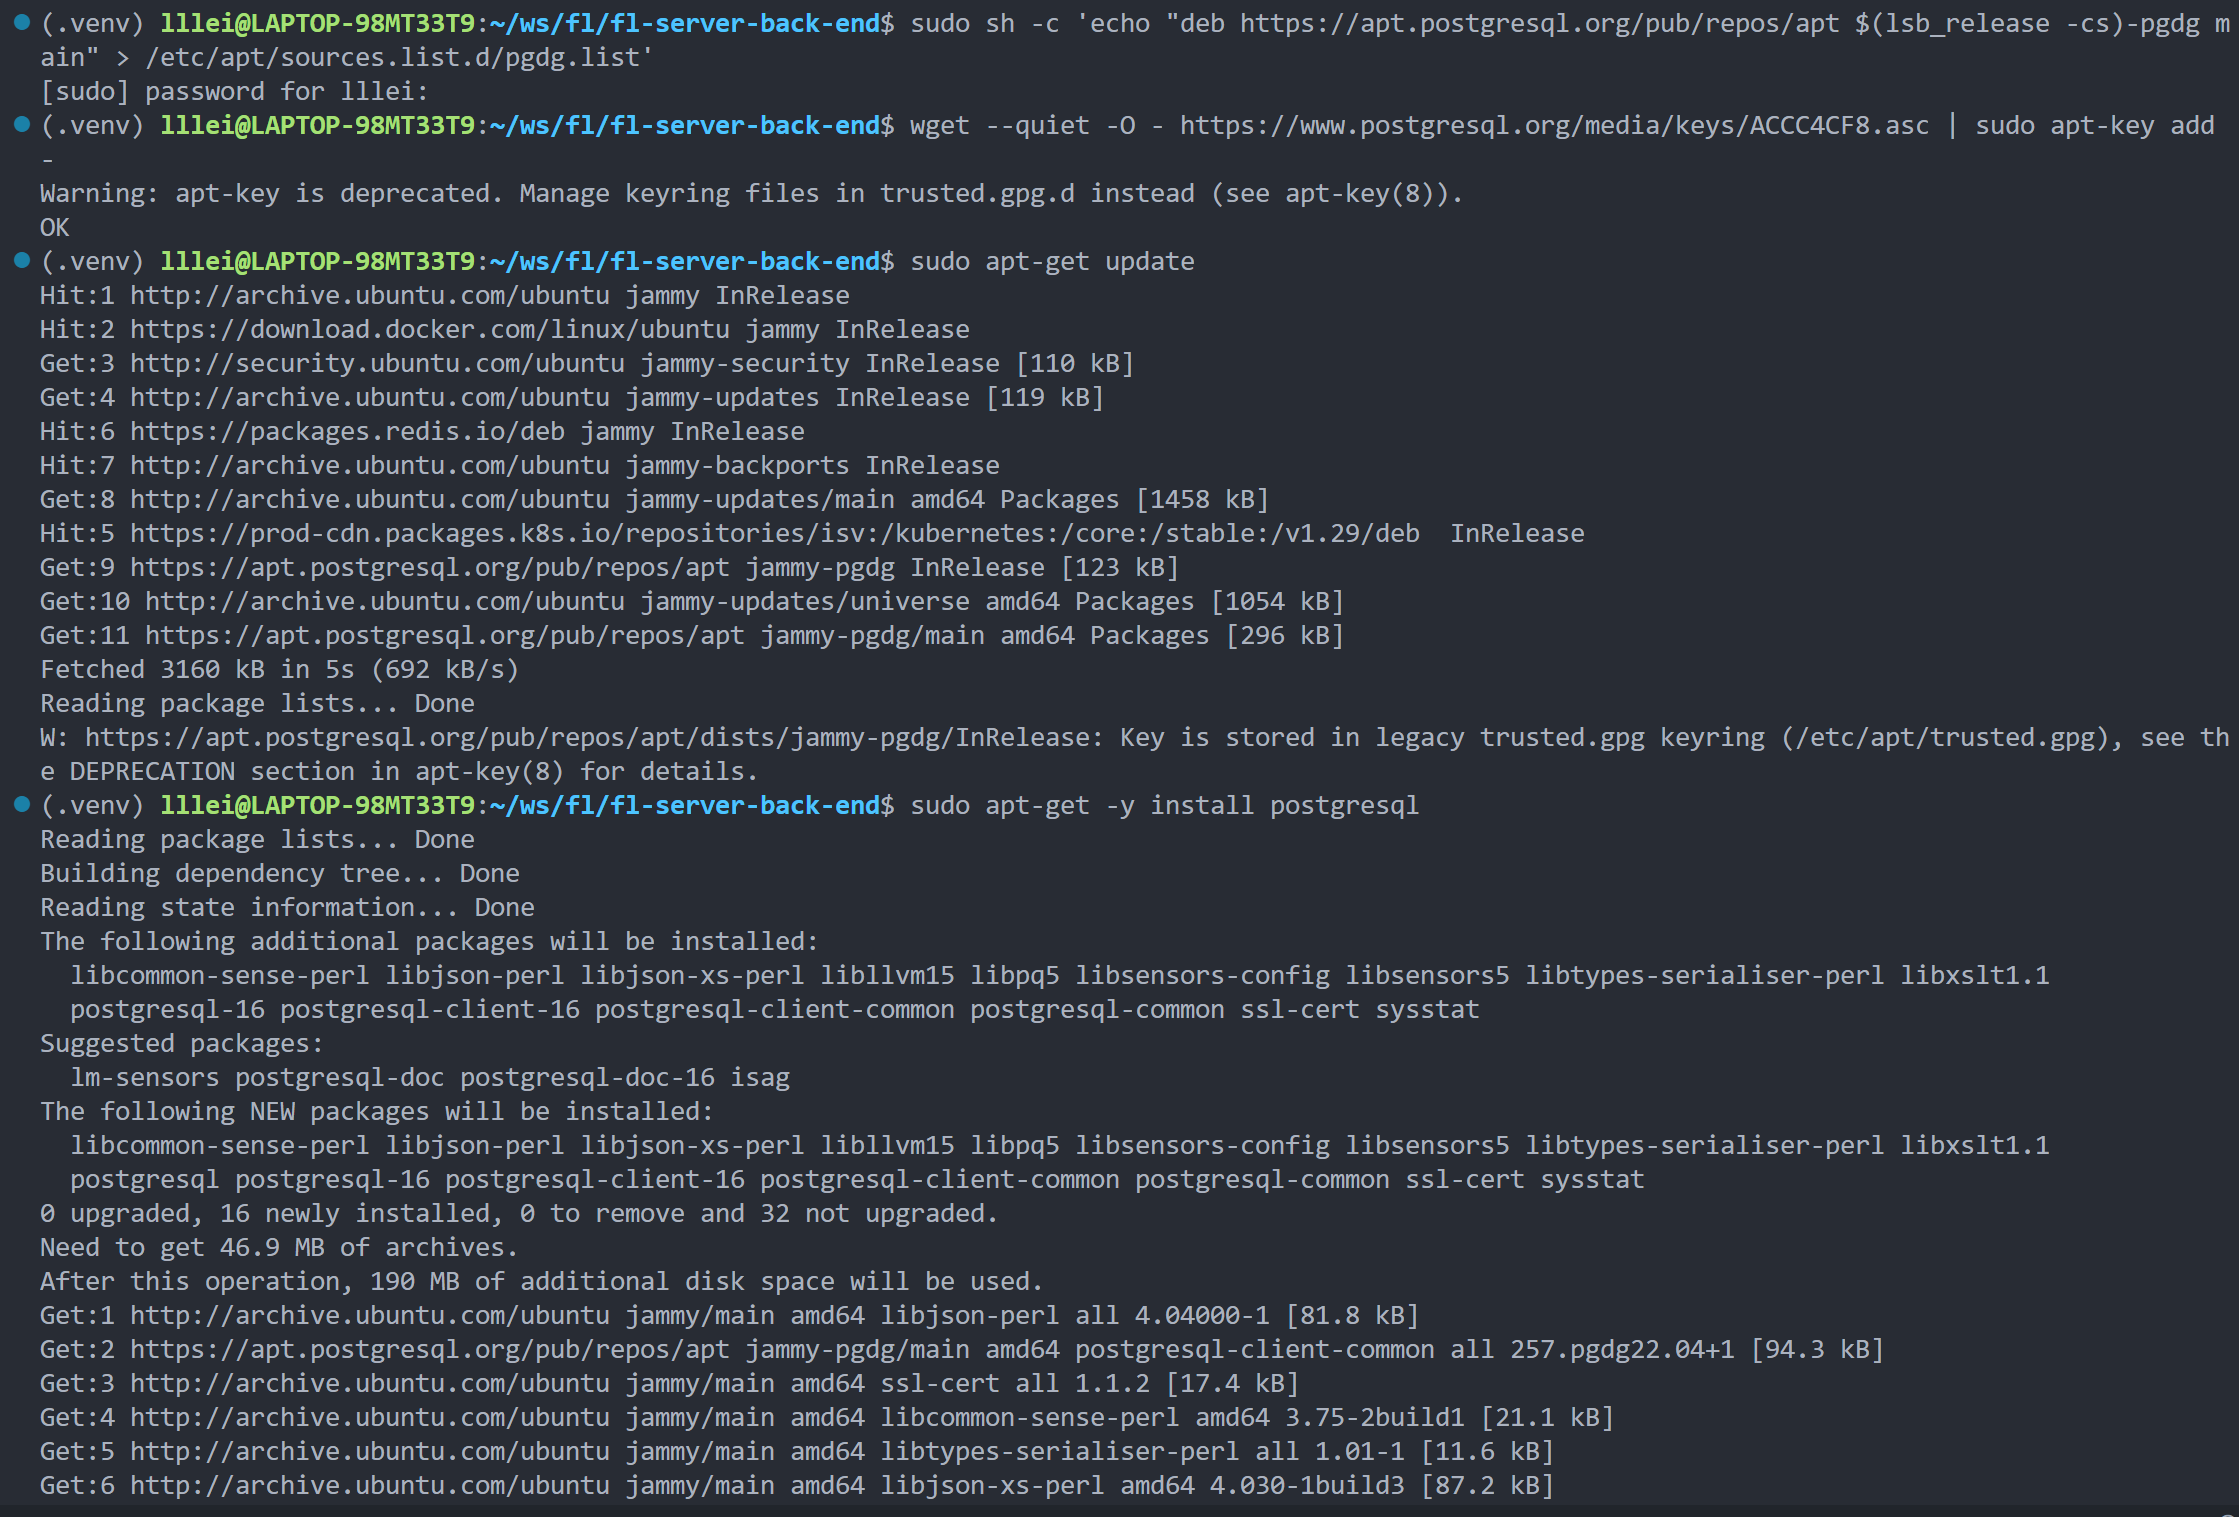 (.venv) lllei@LAPTOP-98MT33T9:~/ws/fl/fl-server-back-end$ sudo sh -c 'echo "deb https://apt.postgresql.org/pub/repos/apt $(lsb_release -cs)-pgdg m
ain" > /etc/apt/sources.list.d/pgdg.list'
[sudo] password for lllei:
(.venv) lllei@LAPTOP-98MT33T9:~/ws/fl/fl-server-back-end$ wget --quiet -O - https://www.postgresql.org/media/keys/ACCC4CF8.asc | sudo apt-key add
-
Warning: apt-key is deprecated. Manage keyring files in trusted.gpg.d instead (see apt-key(8)).
OK
(.venv) lllei@LAPTOP-98MT33T9:~/ws/fl/fl-server-back-end$ sudo apt-get update
Hit:1 http://archive.ubuntu.com/ubuntu jammy InRelease
Hit:2 https://download.docker.com/linux/ubuntu jammy InRelease
Get:3 http://security.ubuntu.com/ubuntu jammy-security InRelease [110 kB]
Get:4 http://archive.ubuntu.com/ubuntu jammy-updates InRelease [119 kB]
Hit:6 https://packages.redis.io/deb jammy InRelease
Hit:7 http://archive.ubuntu.com/ubuntu jammy-backports InRelease
Get:8 http://archive.ubuntu.com/ubuntu jammy-updates/main amd64 Packages [1458 kB]
Hit:5 https://prod-cdn.packages.k8s.io/repositories/isv:/kubernetes:/core:/stable:/v1.29/deb  InRelease
Get:9 https://apt.postgresql.org/pub/repos/apt jammy-pgdg InRelease [123 kB]
Get:10 http://archive.ubuntu.com/ubuntu jammy-updates/universe amd64 Packages [1054 kB]
Get:11 https://apt.postgresql.org/pub/repos/apt jammy-pgdg/main amd64 Packages [296 kB]
Fetched 3160 kB in 5s (692 kB/s)
Reading package lists... Done
W: https://apt.postgresql.org/pub/repos/apt/dists/jammy-pgdg/InRelease: Key is stored in legacy trusted.gpg keyring (/etc/apt/trusted.gpg), see th
e DEPRECATION section in apt-key(8) for details.
(.venv) lllei@LAPTOP-98MT33T9:~/ws/fl/fl-server-back-end$ sudo apt-get -y install postgresql
Reading package lists... Done
Building dependency tree... Done
Reading state information... Done
The following additional packages will be installed:
  libcommon-sense-perl libjson-perl libjson-xs-perl libllvm15 libpq5 libsensors-config libsensors5 libtypes-serialiser-perl libxslt1.1
  postgresql-16 postgresql-client-16 postgresql-client-common postgresql-common ssl-cert sysstat
Suggested packages:
  lm-sensors postgresql-doc postgresql-doc-16 isag
The following NEW packages will be installed:
  libcommon-sense-perl libjson-perl libjson-xs-perl libllvm15 libpq5 libsensors-config libsensors5 libtypes-serialiser-perl libxslt1.1
  postgresql postgresql-16 postgresql-client-16 postgresql-client-common postgresql-common ssl-cert sysstat
0 upgraded, 16 newly installed, 0 to remove and 32 not upgraded.
Need to get 46.9 MB of archives.
After this operation, 190 MB of additional disk space will be used.
Get:1 http://archive.ubuntu.com/ubuntu jammy/main amd64 libjson-perl all 4.04000-1 [81.8 kB]
Get:2 https://apt.postgresql.org/pub/repos/apt jammy-pgdg/main amd64 postgresql-client-common all 257.pgdg22.04+1 [94.3 kB]
Get:3 http://archive.ubuntu.com/ubuntu jammy/main amd64 ssl-cert all 1.1.2 [17.4 kB]
Get:4 http://archive.ubuntu.com/ubuntu jammy/main amd64 libcommon-sense-perl amd64 3.75-2build1 [21.1 kB]
Get:5 http://archive.ubuntu.com/ubuntu jammy/main amd64 libtypes-serialiser-perl all 1.01-1 [11.6 kB]
Get:6 http://archive.ubuntu.com/ubuntu jammy/main amd64 libjson-xs-perl amd64 4.030-1build3 [87.2 kB]